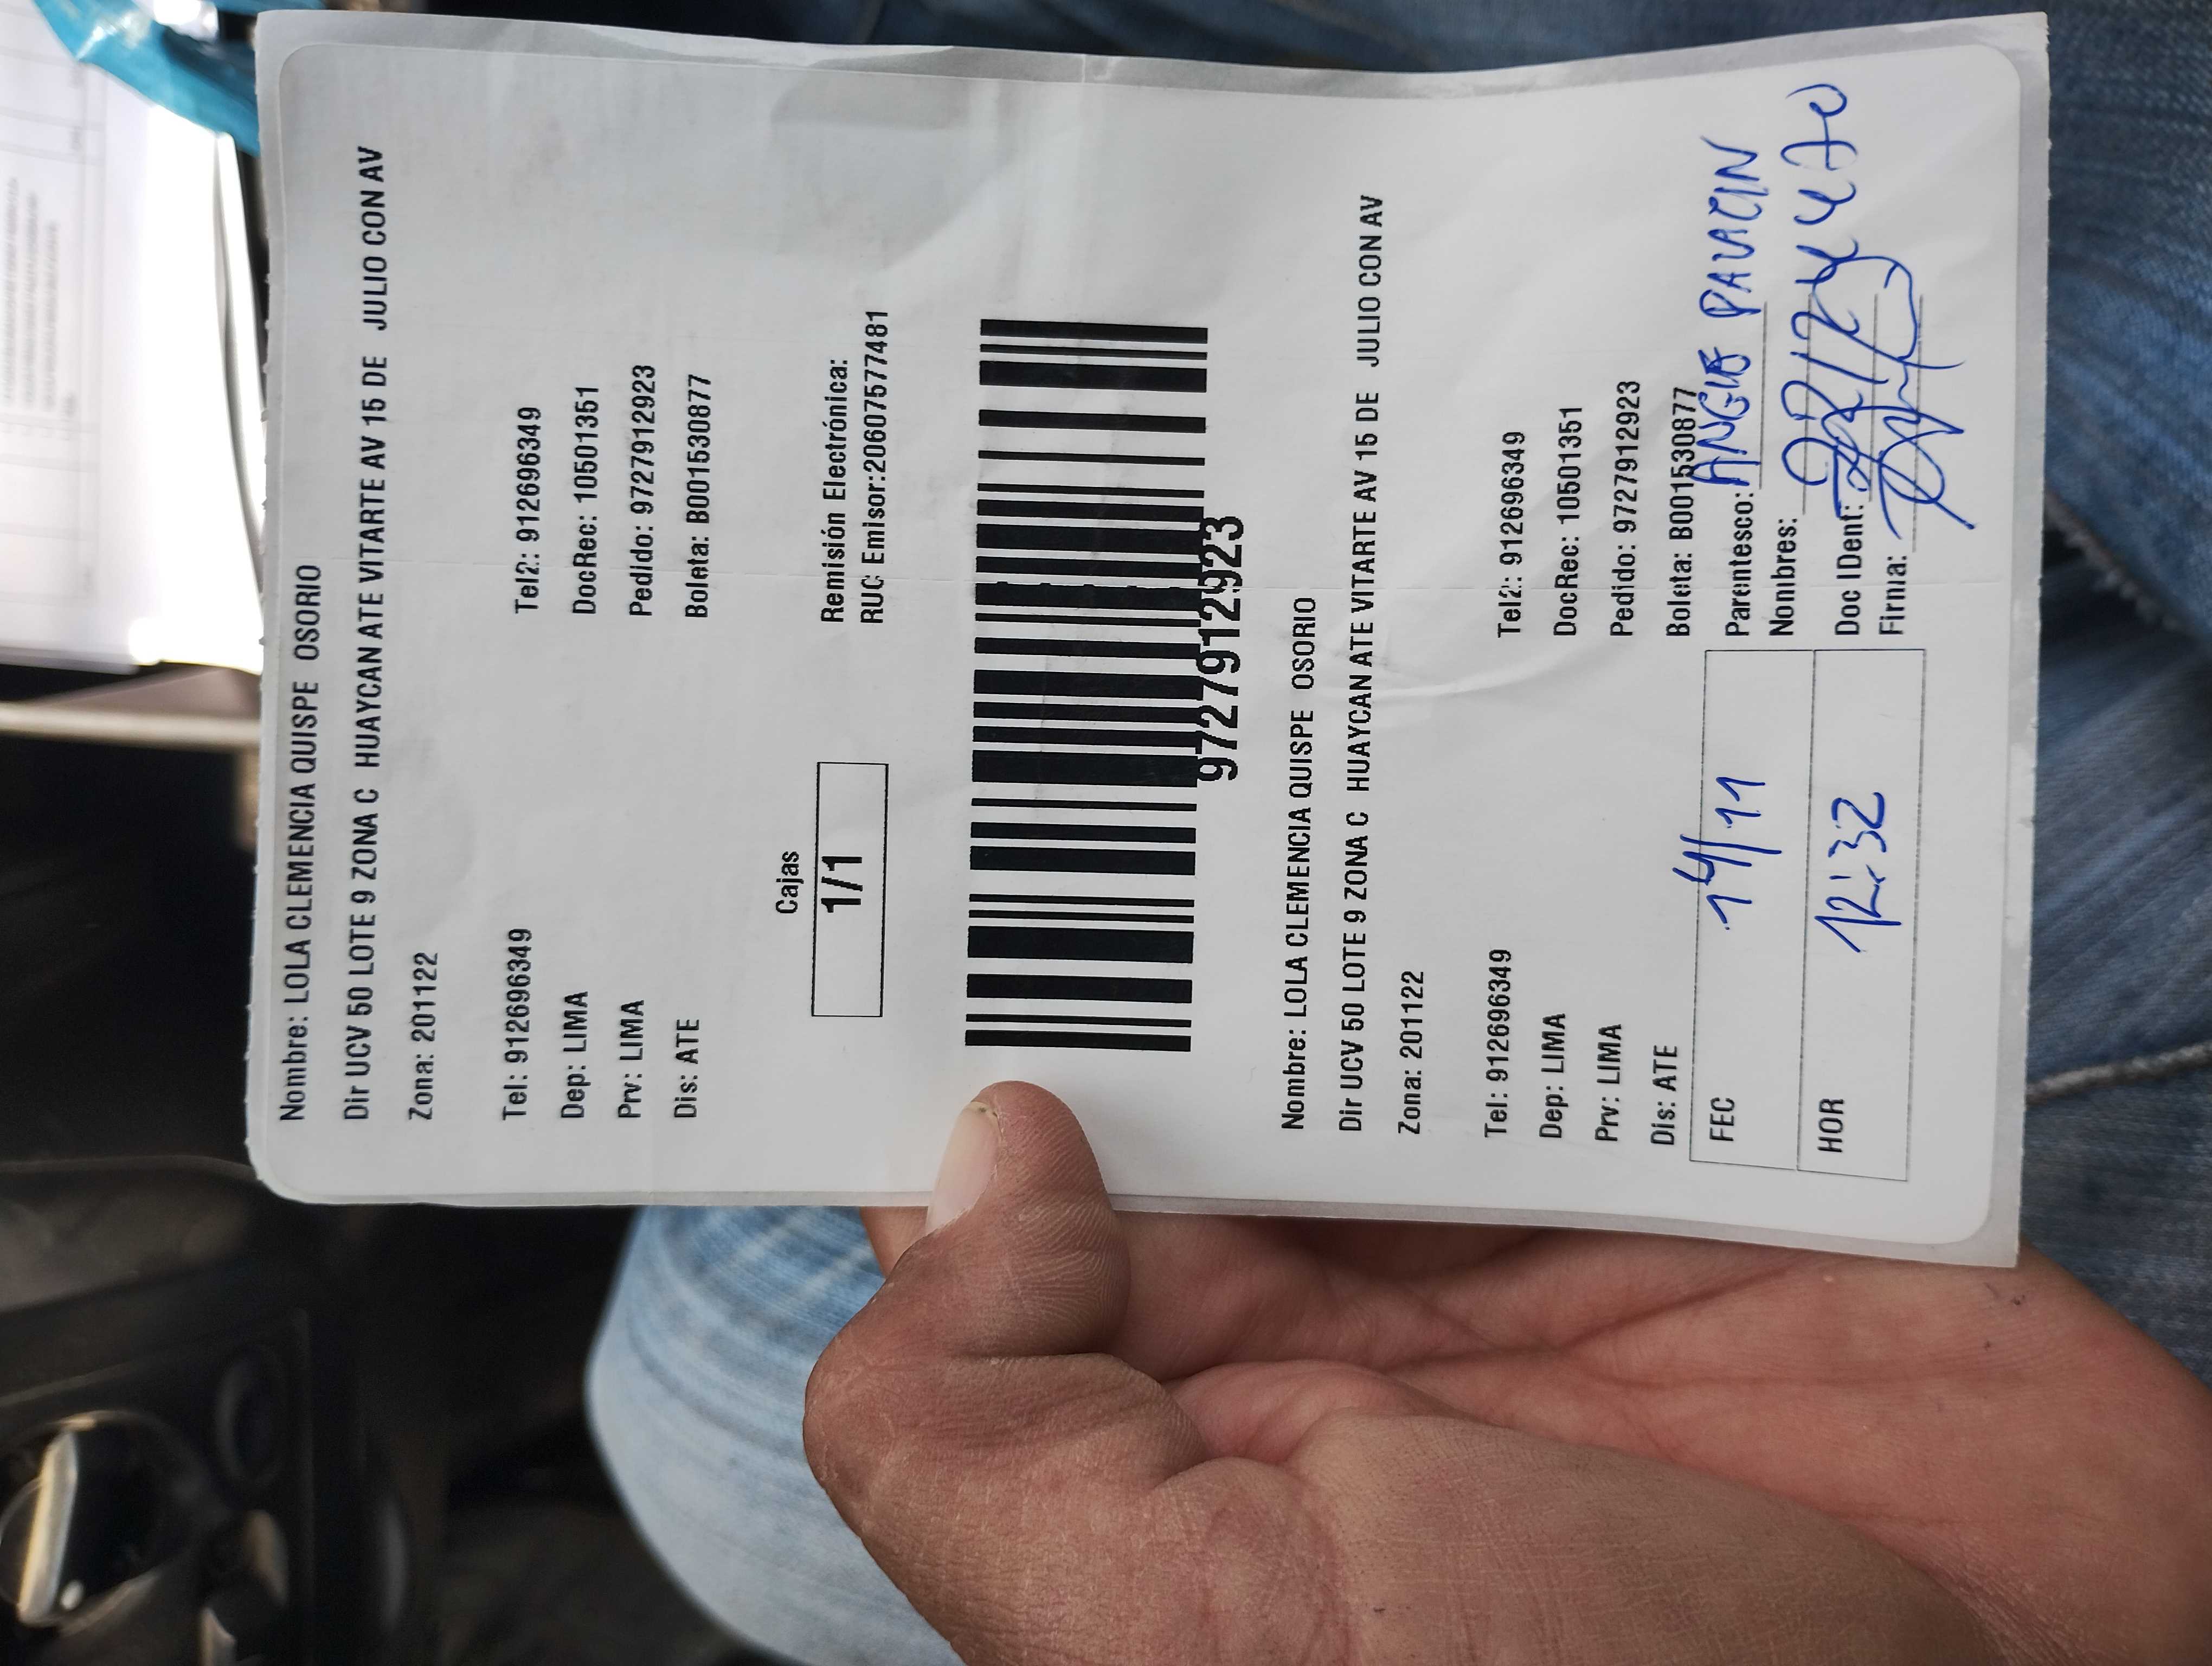 Nombre: LOLA CLEMENCIA QUISPE OSORIO
Dir UCV 50 LOTE 9 ZONA C HUAYCAN ATE VITARTE AV 15 DE JULIO CON AV
Zona: 201122
Tel: 912696349 Tel2: 912696349
Dep: LIMA DocRec: 10501351
Prv: LIMA Pedido: 9727912923
Dis: ATE Boleta: B001530877
Cajas
1/1
Remisión Electrónica:
RUC Emisor:20607577481
9727912923
Nombre: LOLA CLEMENCIA QUISPE OSORIO
Dir UCV 50 LOTE 9 ZONA C HUAYCAN ATE VITARTE AV 15 DE JULIO CON AV
Zona: 201122
Tel: 912696349 Tel2: 912696349
Dep: LIMA DocRec: 10501351
Prv: LIMA Pedido: 9727912923
Dis: ATE Boleta: B001530877
FEC 14/11 Parentesco: ANGIE
Nombres:
HOR 12:32 Doc IDent:
Firma: